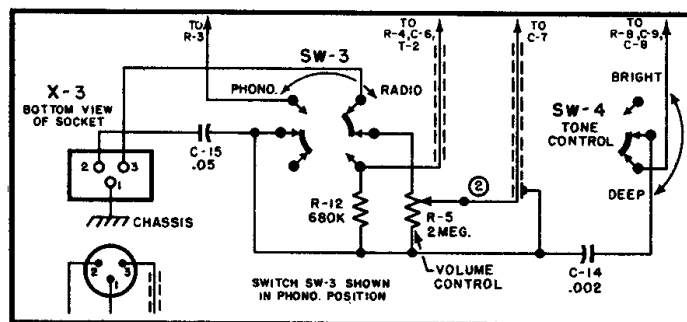 TO
R-3
TO
R-4,C-6,
T-2
TO
C-7
TO
R-8,C-9,
C-8
SW-3
PHONO.
RADIO
BRIGHT
X-3
BOTTOM VIEW
OF SOCKET
SW-4
TONE
CONTROL
C-15
.05
2
3
1
CHASSIS
R-12
680K
R-5
2 MEG.
2
DEEP
VOLUME
CONTROL
C-14
.002
2
3
1
SWITCH SW-3 SHOWN
IN PHONO. POSITION